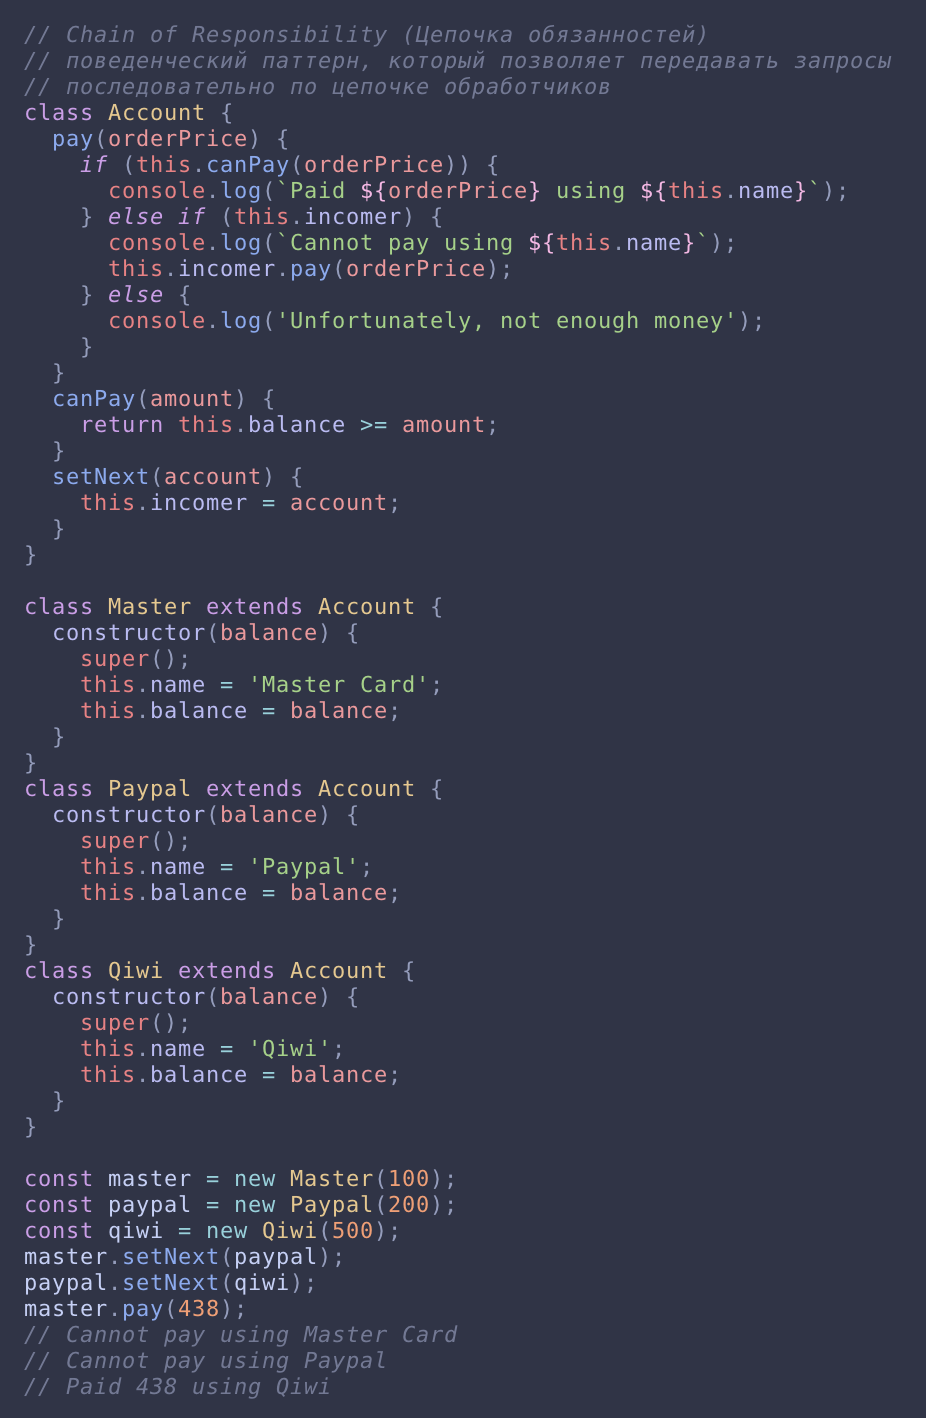 // Chain of Responsibility (Цепочка обязанностей)
// поведенческий паттерн, который позволяет передавать запросы
// последовательно по цепочке обработчиков
class Account {
  pay(orderPrice) {
    if (this.canPay(orderPrice)) {
      console.log(`Paid ${orderPrice} using ${this.name}`);
    } else if (this.incomer) {
      console.log(`Cannot pay using ${this.name}`);
      this.incomer.pay(orderPrice);
    } else {
      console.log('Unfortunately, not enough money');
    }
  }
  canPay(amount) {
    return this.balance >= amount;
  }
  setNext(account) {
    this.incomer = account;
  }
}

class Master extends Account {
  constructor(balance) {
    super();
    this.name = 'Master Card';
    this.balance = balance;
  }
}
class Paypal extends Account {
  constructor(balance) {
    super();
    this.name = 'Paypal';
    this.balance = balance;
  }
}
class Qiwi extends Account {
  constructor(balance) {
    super();
    this.name = 'Qiwi';
    this.balance = balance;
  }
}

const master = new Master(100);
const paypal = new Paypal(200);
const qiwi = new Qiwi(500);
master.setNext(paypal);
paypal.setNext(qiwi);
master.pay(438);
// Cannot pay using Master Card
// Cannot pay using Paypal
// Paid 438 using Qiwi